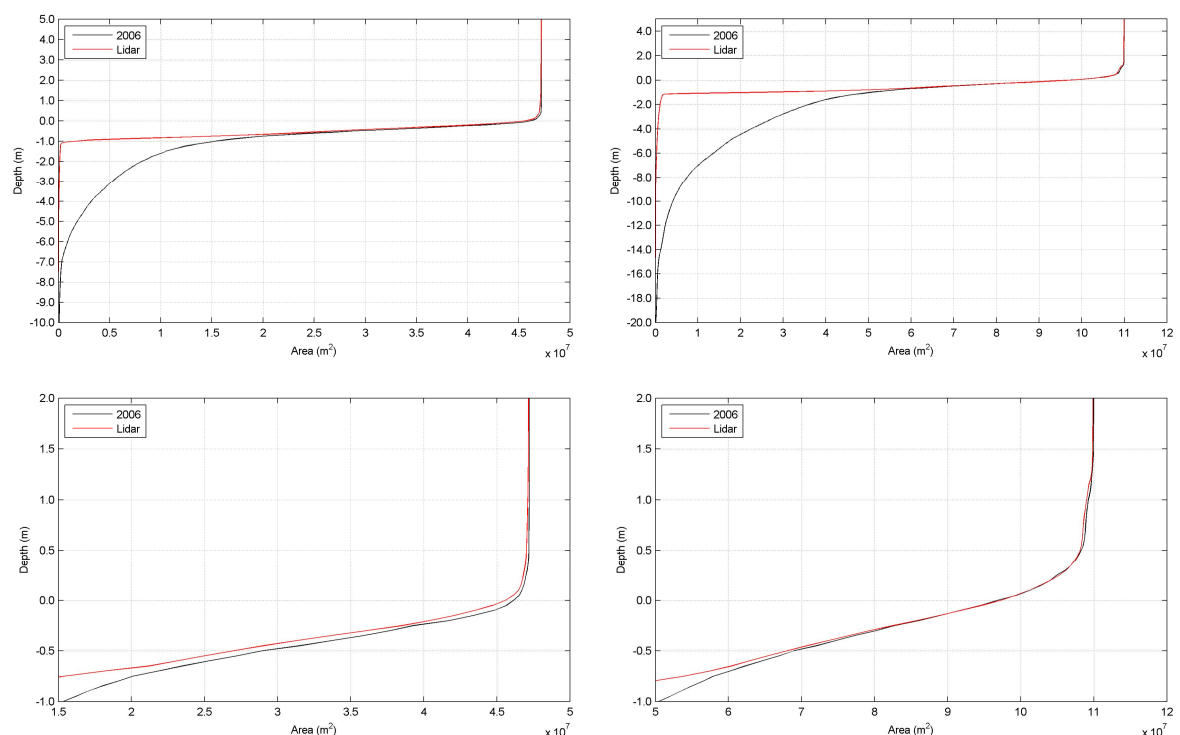 5.0
4.0
3.0
2.0
1.0
0.0
-1.0
-2.0
-3.0
-4.0
-5.0
-6.0
-7.0
-8.0
-9.0
-10.0
Depth (m)
2006
Lidar
0 0.5 1 1.5 2 2.5 3 3.5 4 4.5 5
Area (m²)
x 10⁷
4.0
2.0
0.0
-2.0
-4.0
-6.0
-8.0
-10.0
-12.0
-14.0
-16.0
-18.0
-20.0
Depth (m)
2006
Lidar
0 1 2 3 4 5 6 7 8 9 10 11 12
Area (m²)
x 10⁷
2.0
1.5
1.0
0.5
0.0
-0.5
-1.0
Depth (m)
2006
Lidar
1.5 2 2.5 3 3.5 4 4.5 5
Area (m²)
x 10⁷
2.0
1.5
1.0
0.5
0.0
-0.5
-1.0
Depth (m)
2006
Lidar
5 6 7 8 9 10 11 12
Area (m²)
x 10⁷